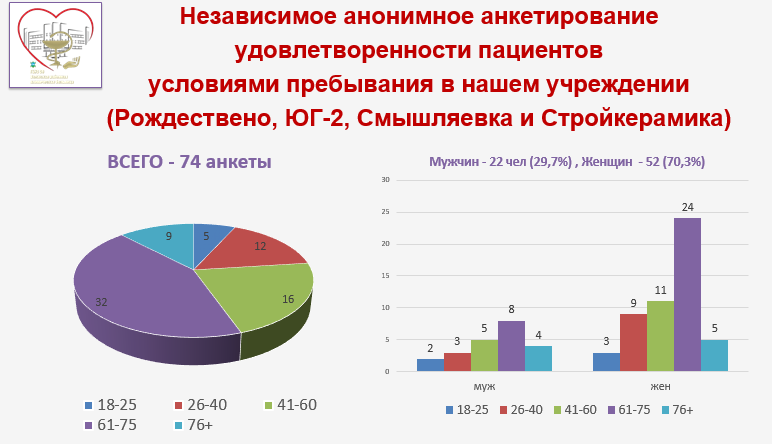 Независимое анонимное анкетирование
удовлетворенности пациентов
условиями пребывания в нашем учреждении
(Рождествено, ЮГ-2, Смышляевка и Стройкерамика)
ВСЕГО - 74 анкеты
9
5
12
32
16
18-25 26-40 41-60
61-75 76+
Мужчин - 22 чел (29,7%) , Женщин - 52 (70,3%)
30
25
20
15
10
5
0
2 3 5 8 4
3 9 11 24 5
муж жен
18-25 26-40 41-60 61-75 76+